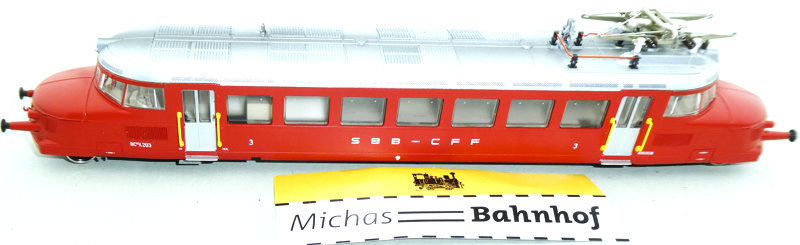 SBB CFF
3
3
Michas Bahnhof